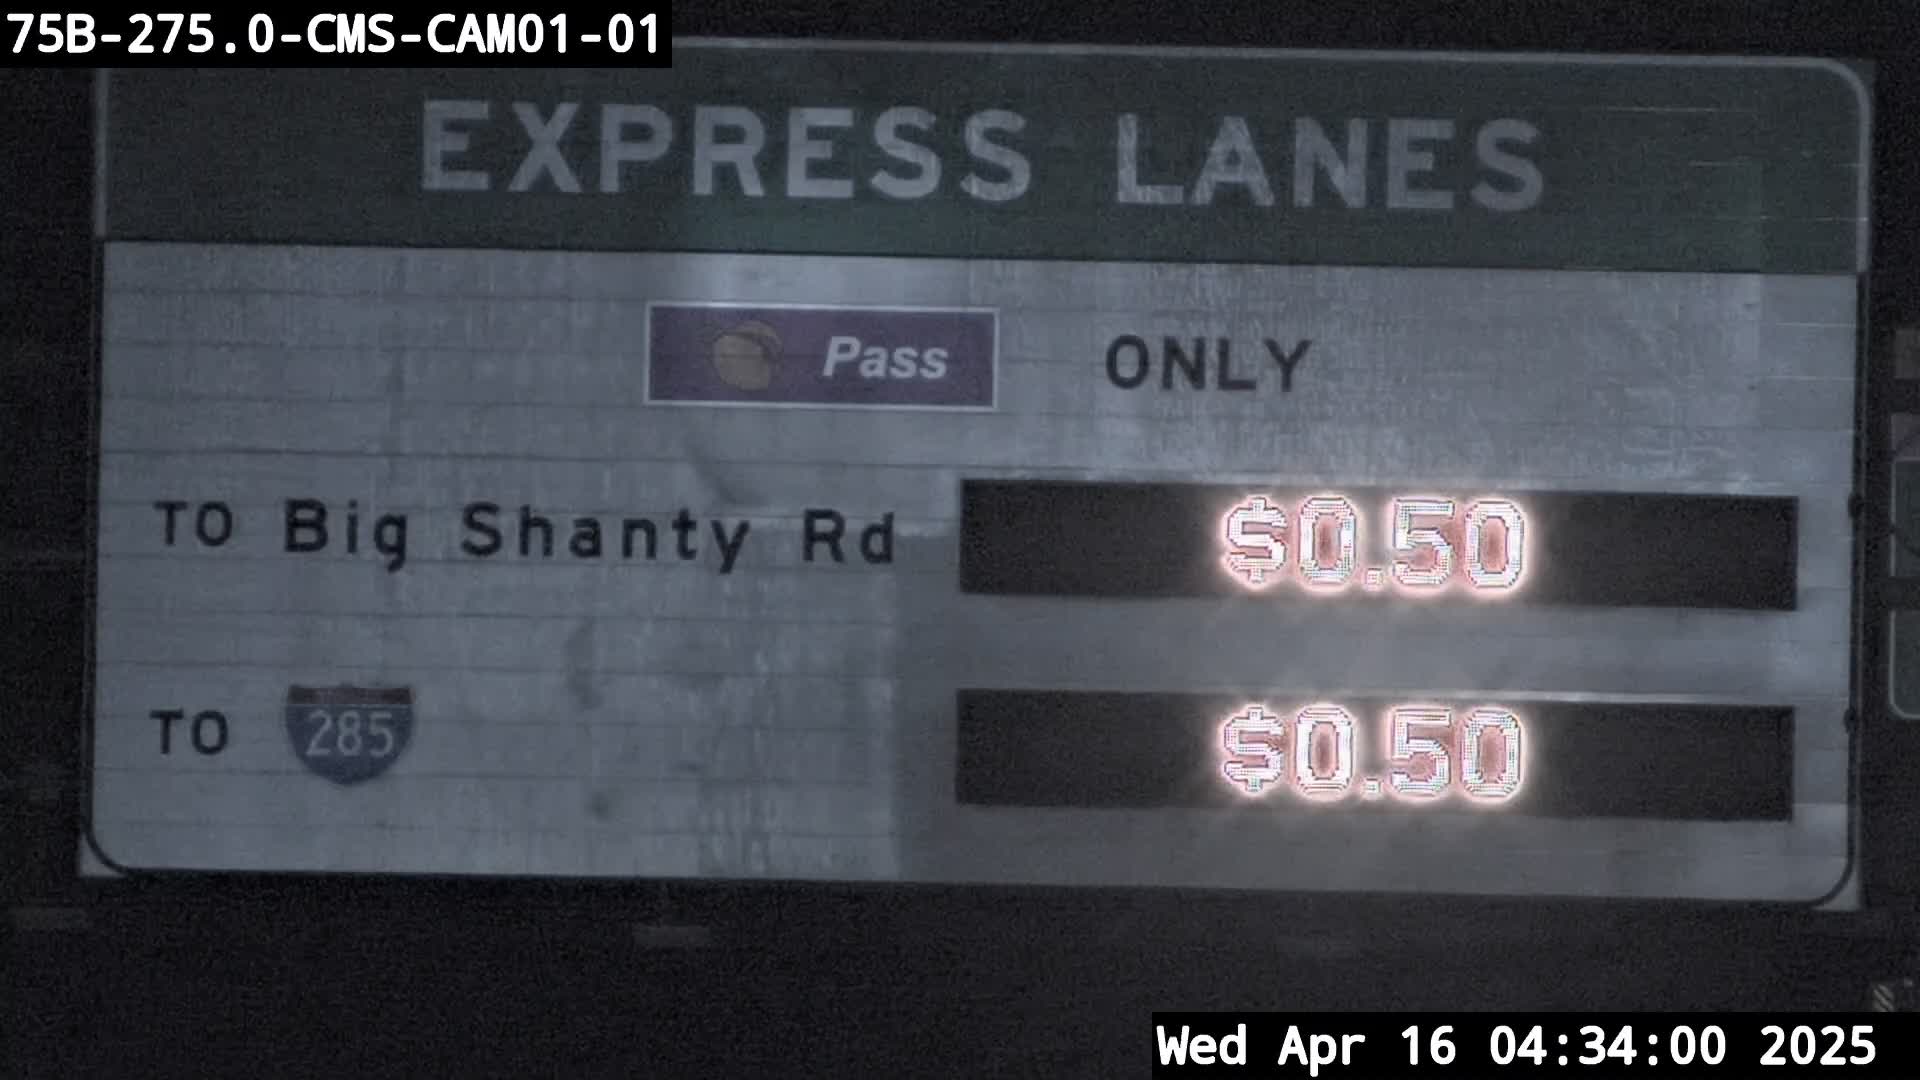 75B-275.0-CMS-CAM01-01
EXPRESS LANES
Pass ONLY
TO Big Shanty Rd $0.50
TO 285 $0.50
Wed Apr 16 04:34:00 2025